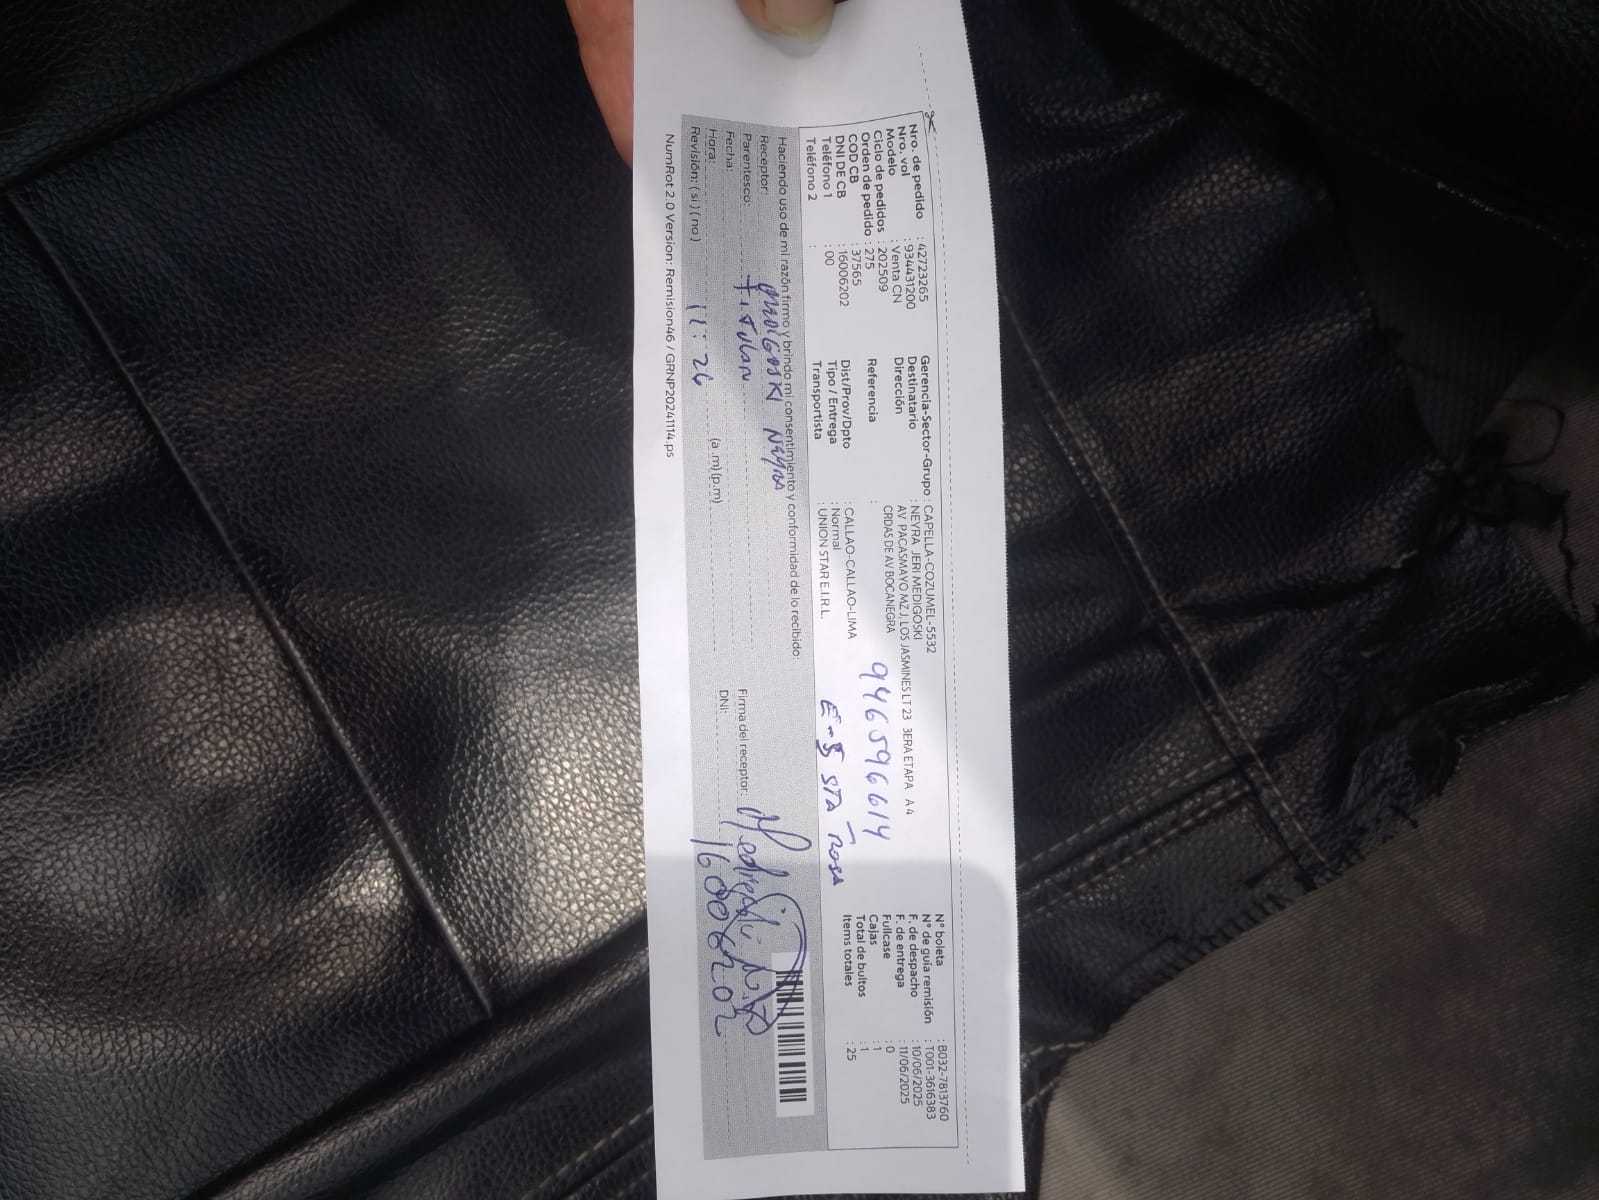 Nro. de pedido : 42723265
Nro. vol : 934431200
Modelo : Venta CN
Ciclo de pedidos : 202509
Orden de pedido : 275
COD CB : 37565
DNI DE CB : 16006202
Teléfono 1 : 00
Teléfono 2 :
Gerencia-Sector-Grupo : CAPELLA-COZUMEL-5532
Destinatario : NEYRA JERI MEDIGOSKI
Dirección : AV PACASMAYO MZ J, LOS JASMINES LT 23 3ERA ETAPA A 4
CRDAS DE AV BOCANEGRA
Referencia :
946596614
Dist/Prov/Dpto : CALLAO-CALLAO-LIMA
Tipo / Entrega : Normal
Transportista : UNION STAR E.I.R.L.
E-5 STA Rosa
N° boleta : B032-7813760
N° de guía remisión : T001-3616383
F. de despacho : 10/06/2025
F. de entrega : 11/06/2025
Fullcase : 0
Cajas : 1
Total de bultos : 1
Items totales : 25
Haciendo uso de mi razón firmo y brindo mi consentimiento y conformidad de lo recibido:
Receptor: MEDIGOSKI Neyra
Parentesco: Titular
Fecha:
Hora: 11:26 (a .m) (p.m)
Revisión: ( si ) ( no )
Firma del receptor:
DNI: 16006202
NumRot 2.0 Version: Remision46 / GRNP20241114.ps